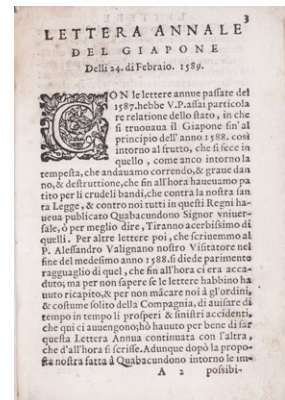 3
LETTERA ANNALE
DEL GIAPONE
Delli 24. di Febraio. 1589.
CON le lettere annue passate del
1587. hebbe V.P. assai particola
re relatione dello stato, in che
si truouaua il Giapone fin'al
principio dell'anno 1588. così
intorno al frutto, che si fece in
quello, come anco intorno la
tempesta, che andauamo correndo, & graue dan
no, & destruttione, che fin all'hora haueuamo pa
tito per li crudeli bandi, che contra la nostra san
ta Legge, & contro noi tutti in questi Regni ha-
ueua publicato Quabacundono Signor vniuer-
sale, ò per meglio dire, Tiranno acerbissimo di
quelli. Per altre lettere poi, che scriuemmo al
P. Alessandro Valignano nostro Visitatore nel
fine del medesimo anno 1588. si diede parimento
ragguaglio di quel, che fin all'hora ci era acca-
duto; ma per non sapere se le lettere habbino ha
uuto ricapito, & per non mācare noi à gl'ordini,
& costume solito della Compagnia, di auisare di
tempo in tempo li prosperi & sinistri accidenti,
che qui ci auuengono; hò hauuto per bene di far
questa Lettera Annua continuata con l'altra,
che d'all'hora si scrisse. Adunque dopò la propo
sta nostra fatta à Quabacundono intorno le im-
A 2 possibi-